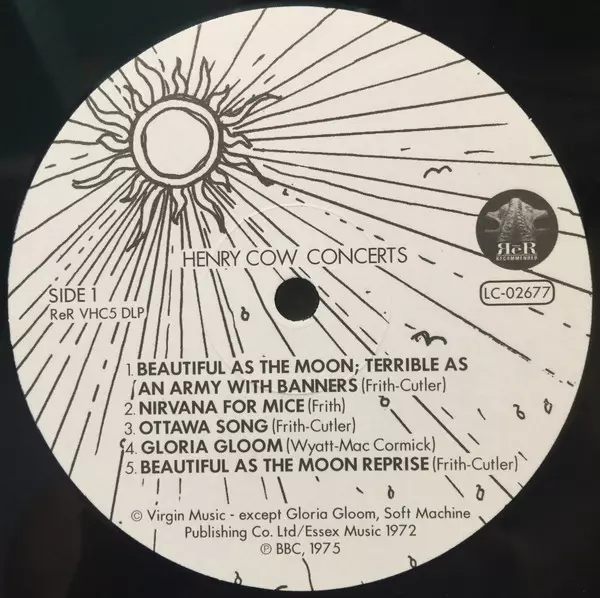 HENRY COW CONCERTS
ReR
RECOMMENDED
SIDE 1
ReR VHC5 DLP
LC-02677
1. BEAUTIFUL AS THE MOON; TERRIBLE AS
AN ARMY WITH BANNERS (Frith-Cutler)
2. NIRVANA FOR MICE (Frith)
3. OTTAWA SONG (Frith-Cutler)
4. GLORIA GLOOM (Wyatt-Mac Cormick)
5. BEAUTIFUL AS THE MOON REPRISE (Frith-Cutler)
© Virgin Music - except Gloria Gloom, Soft Machine
Publishing Co. Ltd/Essex Music 1972
℗ BBC, 1975